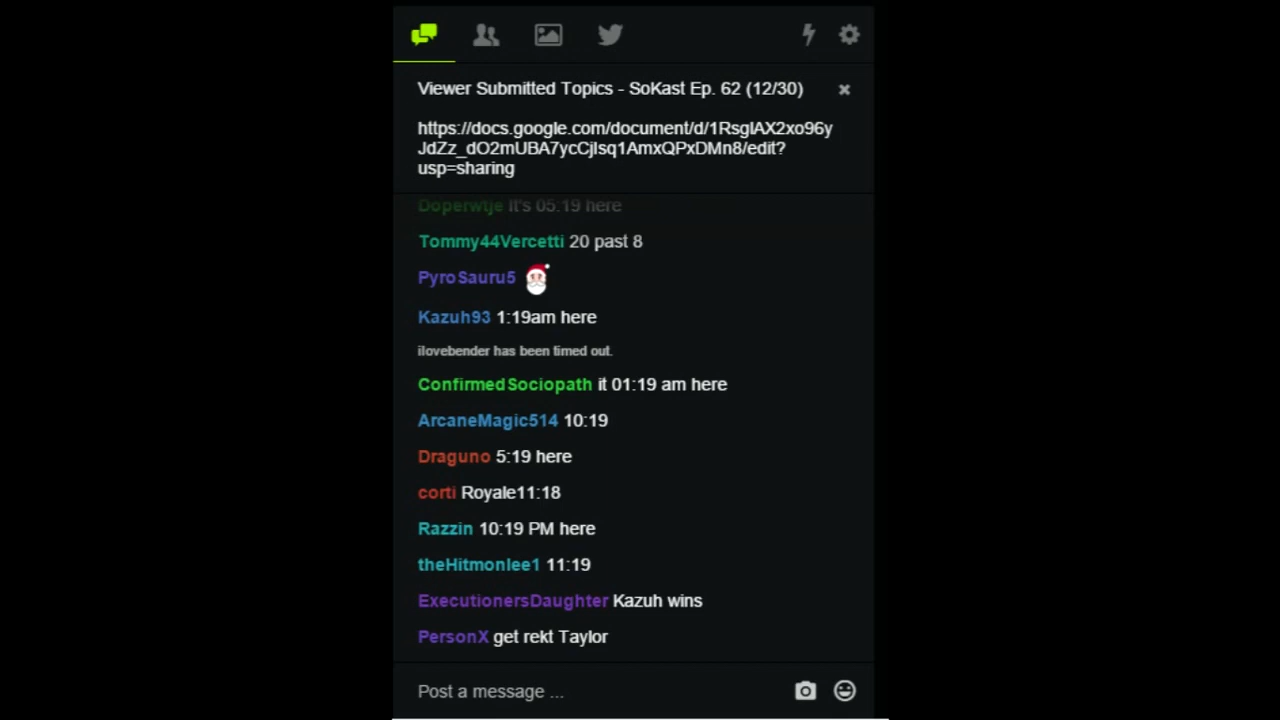 Viewer Submitted Topics - SoKast Ep. 62 (12/30)
https://docs.google.com/document/d/1RsglAX2xo96y
JdZz_dO2mUBA7ycCjlsq1AmxQPxDMn8/edit?
usp=sharing
Doperwtje it's 05.19 here
Tommy44Vercetti 20 past 8
PyroSauru5
Kazuh93 1:19am here
ilovebender has been timed out.
ConfirmedSociopath it 01:19 am here
ArcaneMagic514 10:19
Draguno 5:19 here
corti Royale11:18
Razzin 10:19 PM here
theHitmonlee1 11:19
ExecutionersDaughter Kazuh wins
PersonX get rekt Taylor
Post a message ...